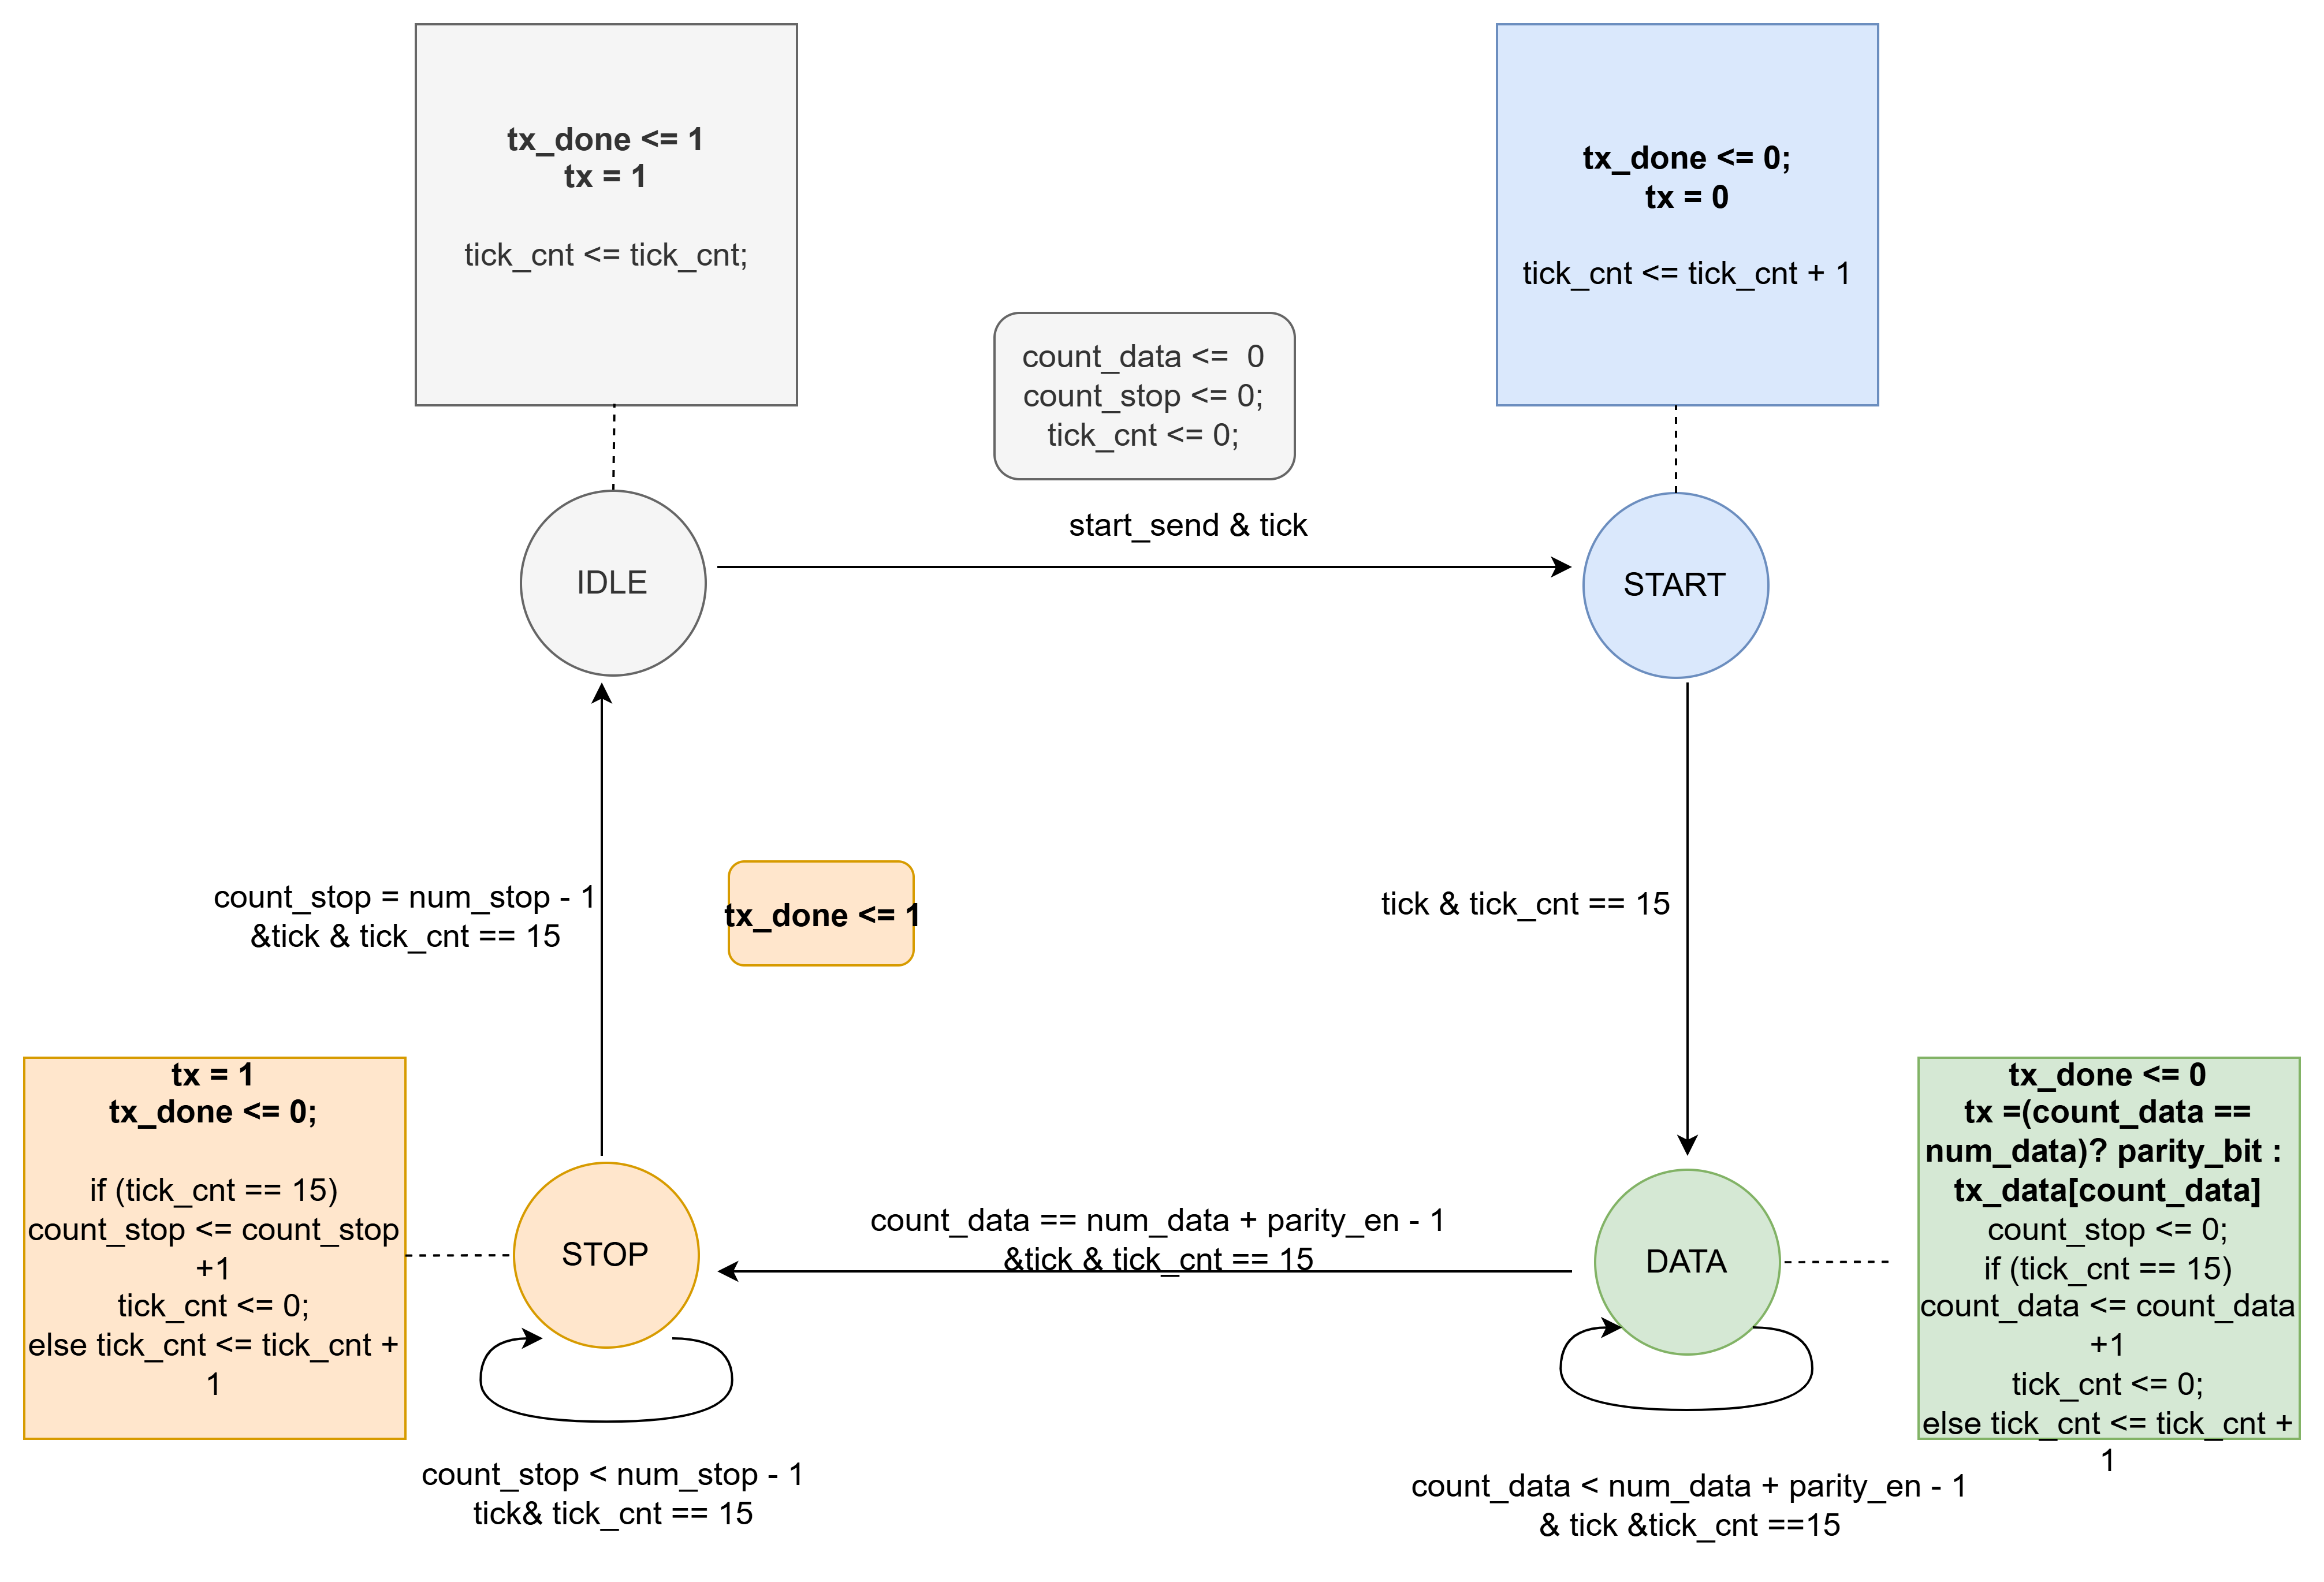 tx_done <= 1
tx = 1
tick_cnt <= tick_cnt;
tx_done <= 0;
tx = 0
tick_cnt <= tick_cnt + 1
count_data <=  0
count_stop <= 0;
tick_cnt <= 0;
start_send & tick
IDLE
START
count_stop = num_stop - 1
&tick & tick_cnt == 15
tx_done <= 1
tick & tick_cnt == 15
tx = 1
tx_done <= 0;
if (tick_cnt == 15)
count_stop <= count_stop
+1
tick_cnt <= 0;
else tick_cnt <= tick_cnt +
1
STOP
count_data == num_data + parity_en - 1
&tick & tick_cnt == 15
DATA
tx_done <= 0
tx =(count_data ==
num_data)? parity_bit :
tx_data[count_data]
count_stop <= 0;
if (tick_cnt == 15)
count_data <= count_data
+1
tick_cnt <= 0;
else tick_cnt <= tick_cnt +
1
count_stop < num_stop - 1
tick& tick_cnt == 15
count_data < num_data + parity_en - 1
& tick &tick_cnt ==15